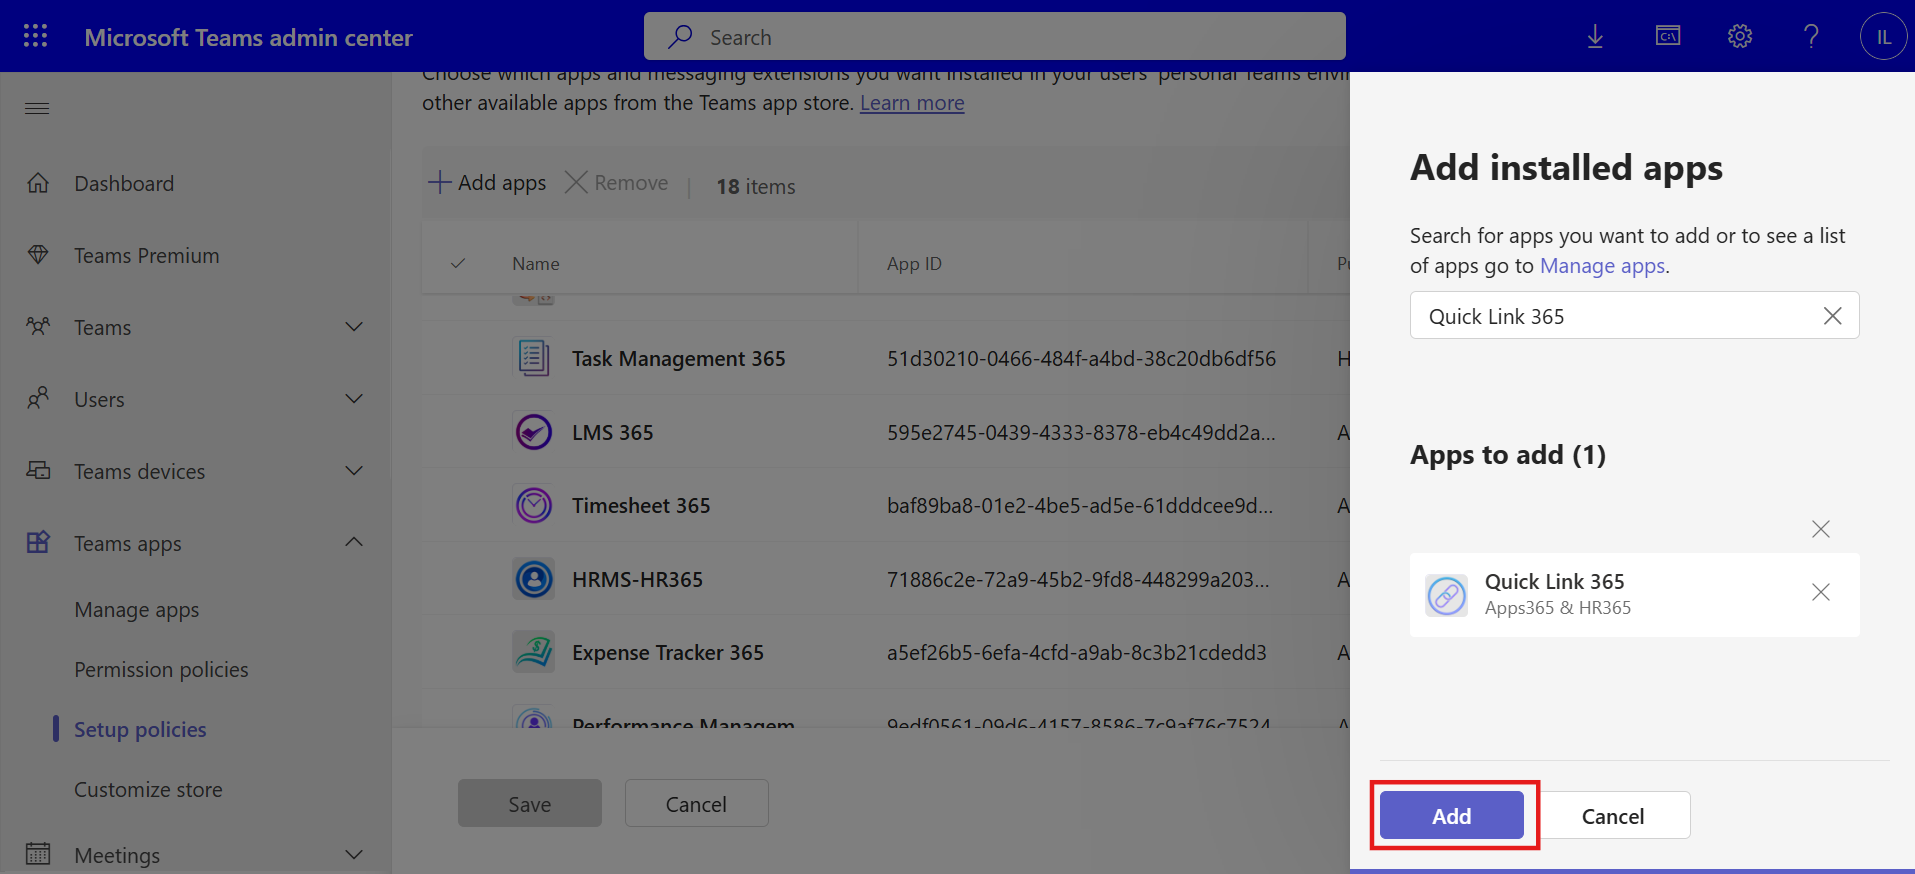 Microsoft Teams admin center
Search
C:\
IL
Choose which apps and messaging extensions you want installed in your users' personal Teams
other available apps from the Teams app store. Learn more
Add apps
Remove
18 items
Name
App ID
Task Management 365
51d30210-0466-484f-a4bd-38c20db6df56
H
LMS 365
595e2745-0439-4333-8378-eb4c49dd2a...
A
Timesheet 365
baf89ba8-01e2-4be5-ad5e-61dddcee9d...
A
HRMS-HR365
71886c2e-72a9-45b2-9fd8-448299a203...
A
Expense Tracker 365
a5ef26b5-6efa-4cfd-a9ab-8c3b21cdedd3
A
Performance Managem
9edf0561-09d6-4157-8586-7c9af76c7524
A
Save
Cancel
Dashboard
Teams Premium
Teams
Users
Teams devices
Teams apps
Manage apps
Permission policies
Setup policies
Customize store
Meetings
Add installed apps
Search for apps you want to add or to see a list
of apps go to Manage apps.
Quick Link 365
Apps to add (1)
Quick Link 365
Apps365 & HR365
Add
Cancel